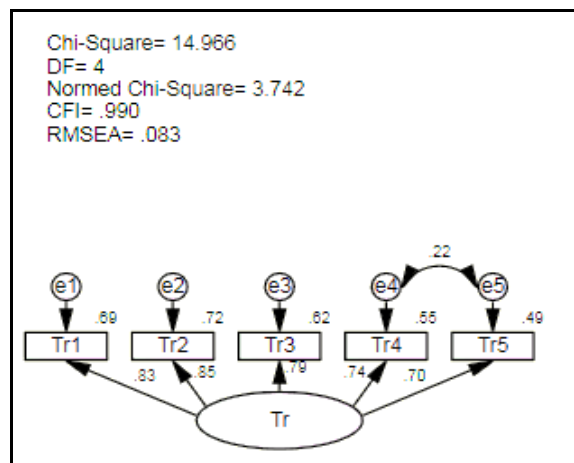 Chi-Square= 14.966
DF= 4
Normed Chi-Square= 3.742
CFI= .990
RMSEA= .083
.22
e1 e2 e3 e4 e5
.69 .72 .62 .55 .49
Tr1 Tr2 Tr3 Tr4 Tr5
.83 .85 .79 .74 .70
Tr